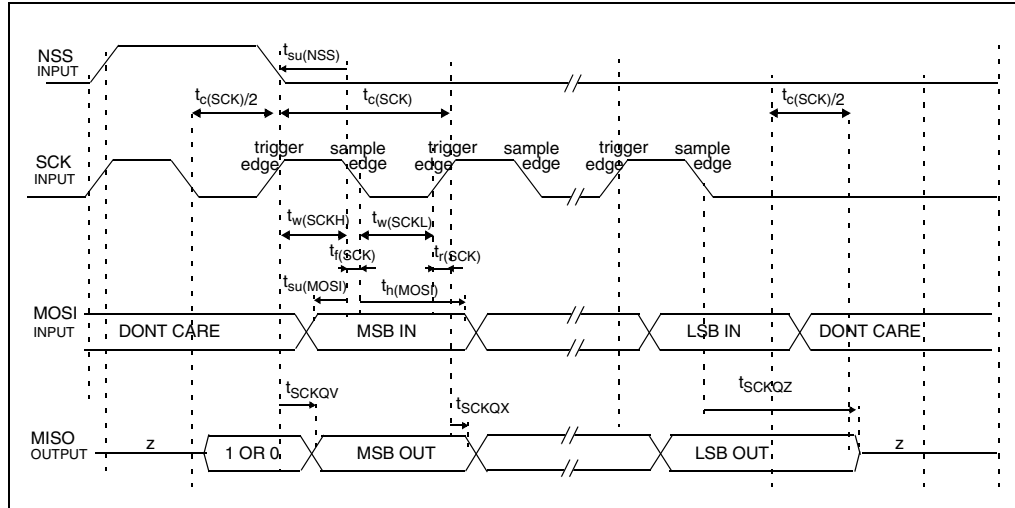 NSS
INPUT
tsu(NSS)
tc(SCK)/2
tc(SCK)
tc(SCK)/2
SCK
INPUT
trigger
edge
sample
edge
trigger
edge
sample
edge
trigger
edge
sample
edge
tw(SCKH)
tw(SCKL)
tf(SCK)
tr(SCK)
tsu(MOSI)
th(MOSI)
MOSI
INPUT
DONT CARE
MSB IN
LSB IN
DONT CARE
tSCKQV
tSCKQX
tSCKQZ
MISO
OUTPUT
z
1 OR 0
MSB OUT
LSB OUT
z